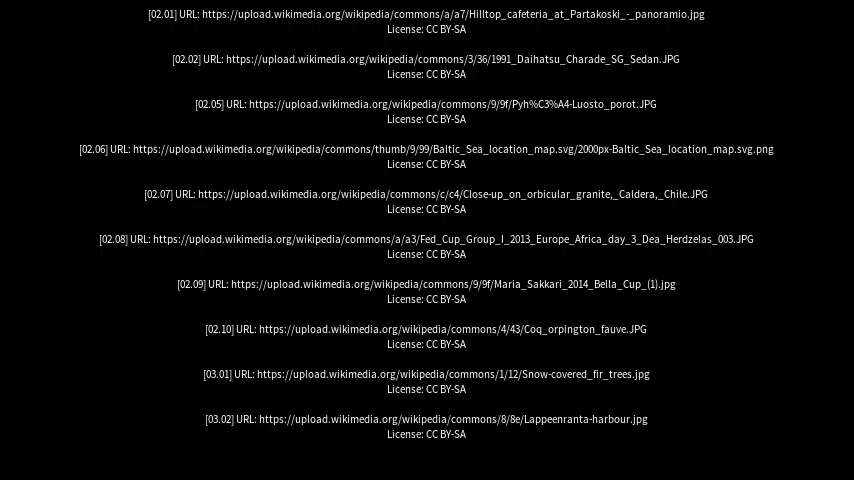 [02.01] URL: https://upload.wikimedia.org/wikipedia/commons/a/a7/Hilltop_cafeteria_at_Partakoski_-_panoramio.jpg
License: CC BY-SA
[02.02] URL: https://upload.wikimedia.org/wikipedia/commons/3/36/1991_Daihatsu_Charade_SG_Sedan.JPG
License: CC BY-SA
[02.05] URL: https://upload.wikimedia.org/wikipedia/commons/9/9f/Pyh%C3%A4-Luosto_porot.JPG
License: CC BY-SA
[02.06] URL: https://upload.wikimedia.org/wikipedia/commons/thumb/9/99/Baltic_Sea_location_map.svg/2000px-Baltic_Sea_location_map.svg.png
License: CC BY-SA
[02.07] URL: https://upload.wikimedia.org/wikipedia/commons/c/c4/Close-up_on_orbicular_granite,_Caldera,_Chile.JPG
License: CC BY-SA
[02.08] URL: https://upload.wikimedia.org/wikipedia/commons/a/a3/Fed_Cup_Group_I_2013_Europe_Africa_day_3_Dea_Herdzelas_003.JPG
License: CC BY-SA
[02.09] URL: https://upload.wikimedia.org/wikipedia/commons/9/9f/Maria_Sakkari_2014_Bella_Cup_(1).jpg
License: CC BY-SA
[02.10] URL: https://upload.wikimedia.org/wikipedia/commons/4/43/Coq_orpington_fauve.JPG
License: CC BY-SA
[03.01] URL: https://upload.wikimedia.org/wikipedia/commons/1/12/Snow-covered_fir_trees.jpg
License: CC BY-SA
[03.02] URL: https://upload.wikimedia.org/wikipedia/commons/8/8e/Lappeenranta-harbour.jpg
License: CC BY-SA